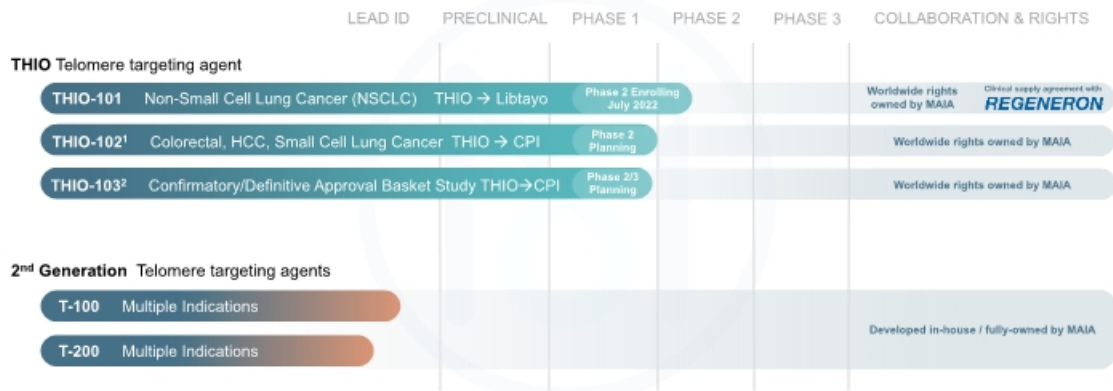 LEAD ID PRECLINICAL PHASE 1 PHASE 2 PHASE 3 COLLABORATION & RIGHTS
THIO Telomere targeting agent
THIO-101 Non-Small Cell Lung Cancer (NSCLC) THIO → Libtayo
Phase 2 Enrolling
July 2022
Worldwide rights
owned by MAIA
Clinical supply agreement with
REGENERON
THIO-102¹ Colorectal, HCC, Small Cell Lung Cancer THIO → CPI
Phase 2
Planning
Worldwide rights owned by MAIA
THIO-103² Confirmatory/Definitive Approval Basket Study THIO→CPI
Phase 2/3
Planning
Worldwide rights owned by MAIA
2ⁿᵈ Generation Telomere targeting agents
T-100 Multiple Indications
T-200 Multiple Indications
Developed in-house / fully-owned by MAIA